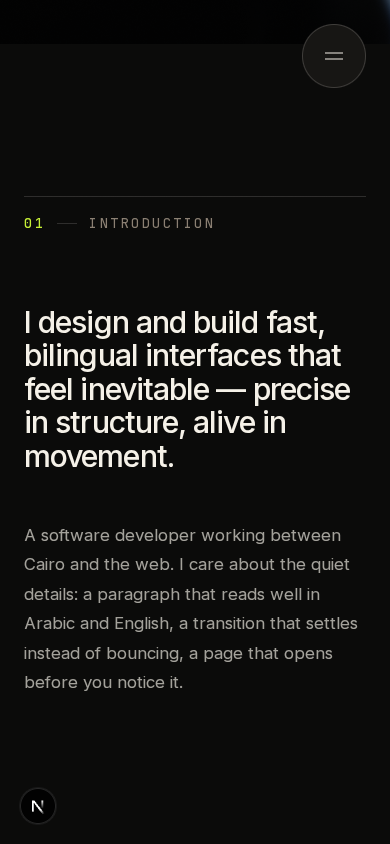 01 — INTRODUCTION
I design and build fast,
bilingual interfaces that
feel inevitable — precise
in structure, alive in
movement.
A software developer working between
Cairo and the web. I care about the quiet
details: a paragraph that reads well in
Arabic and English, a transition that settles
instead of bouncing, a page that opens
before you notice it.
N